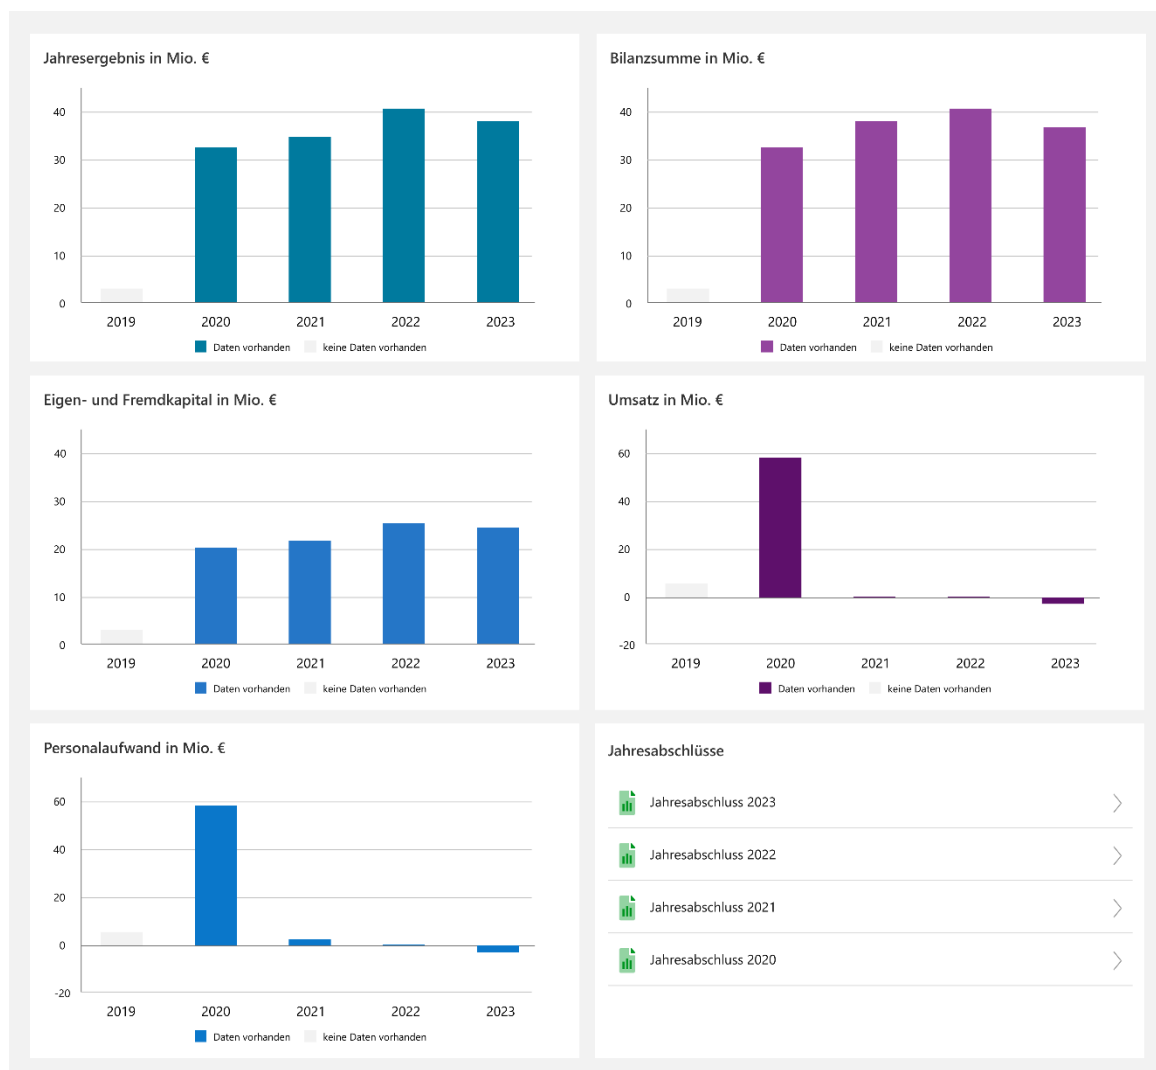 Jahresergebnis in Mio. €
40
30
20
10
0
2019 2020 2021 2022 2023
Daten vorhanden keine Daten vorhanden
Bilanzsumme in Mio. €
40
30
20
10
0
2019 2020 2021 2022 2023
Daten vorhanden keine Daten vorhanden
Eigen- und Fremdkapital in Mio. €
40
30
20
10
0
2019 2020 2021 2022 2023
Daten vorhanden keine Daten vorhanden
Umsatz in Mio. €
60
40
20
0
-20
2019 2020 2021 2022 2023
Daten vorhanden keine Daten vorhanden
Personalaufwand in Mio. €
60
40
20
0
-20
2019 2020 2021 2022 2023
Daten vorhanden keine Daten vorhanden
Jahresabschlüsse
Jahresabschluss 2023
Jahresabschluss 2022
Jahresabschluss 2021
Jahresabschluss 2020